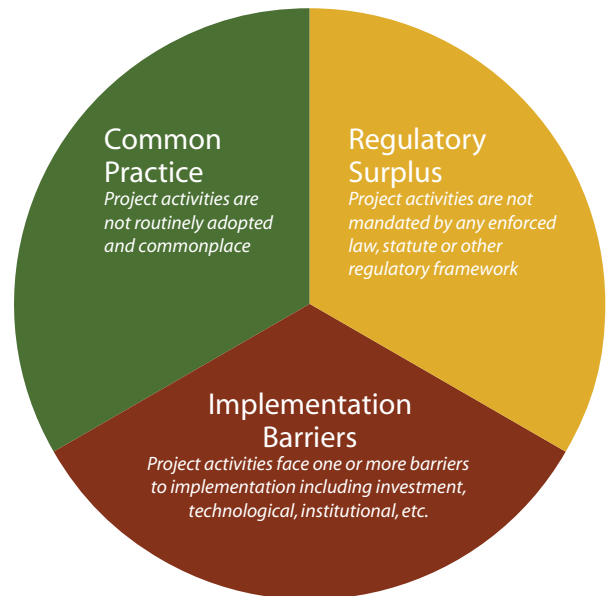 Common
Practice
Project activities are
not routinely adopted
and commonplace
Regulatory
Surplus
Project activities are not
mandated by any enforced
law, statute or other
regulatory framework
Implementation
Barriers
Project activities face one or more barriers
to implementation including investment,
technological, institutional, etc.